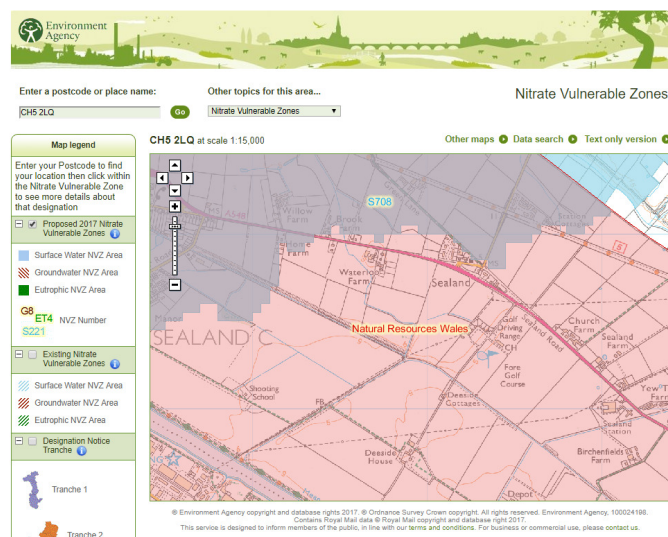 Environment
Agency
Enter a postcode or place name:
Other topics for this area...
Nitrate Vulnerable Zones
CH5 2LQ
Go
Nitrate Vulnerable Zones
Map legend
CH5 2LQ at scale 1:15,000
Other maps
Data search
Text only version
Enter your Postcode to find
your location then click within
the Nitrate Vulnerable Zone
to see more details about
that designation
Proposed 2017 Nitrate
Vulnerable Zones
Surface Water NVZ Area
Groundwater NVZ Area
Eutrophic NVZ Area
G8
ET4
S221
NVZ Number
Existing Nitrate
Vulnerable Zones
Surface Water NVZ Area
Groundwater NVZ Area
Eutrophic NVZ Area
Designation Notice
Tranche
Tranche 1
Tranche 2
S708
Willow
Farm
Brook
Farm
Home
Farm
Station
Waterloo
Farm
Sealand
Natural Resources Wales
SEALAND C
Golf
Driving
Range
CH
Sealand Road
Church
Farm
Sealand
Farm
Fore
Golf
Course
Shooting
School
FB
Deeside
Cottages
Yew T
Farm
Sealand
Station
Deeside
House
Birchenfields
Farm
Depot
© Environment Agency copyright and database rights 2017. © Ordnance Survey Crown copyright. All rights reserved. Environment Agency, 100024198.
Contains Royal Mail data © Royal Mail copyright and database right 2017.
This service is designed to inform members of the public, in line with our terms and conditions. For business or commercial use, please contact us.